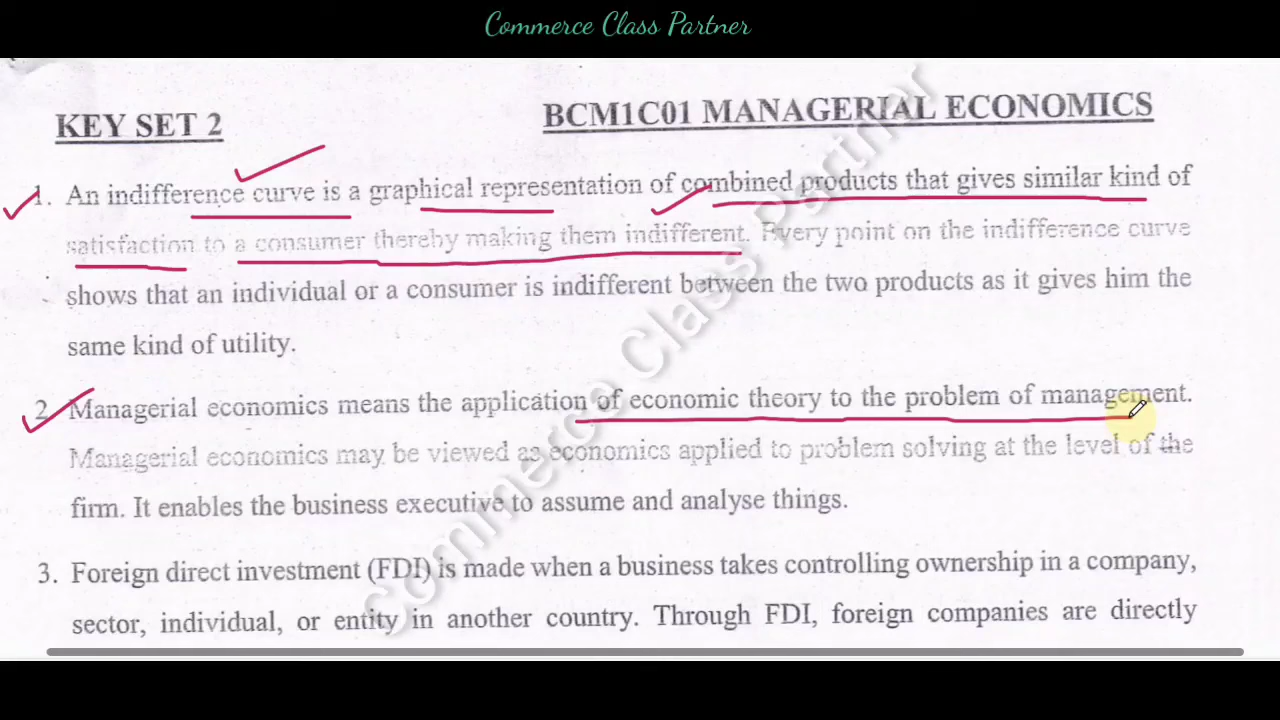 Commerce Class Partner
KEY SET 2
BCM1C01 MANAGERIAL ECONOMICS
1. An indifference curve is a graphical representation of combined products that gives similar kind of
satisfaction to a consumer thereby making them indifferent. Every point on the indifference curve
shows that an individual or a consumer is indifferent between the two products as it gives him the
same kind of utility.
2 Managerial economics means the application of economic theory to the problem of management.
Managerial economics may be viewed as economics applied to problem solving at the level of the
firm. It enables the business executive to assume and analyse things.
3. Foreign direct investment (FDI) is made when a business takes controlling ownership in a company,
sector, individual, or entity in another country. Through FDI, foreign companies are directly
Commerce Class Partner